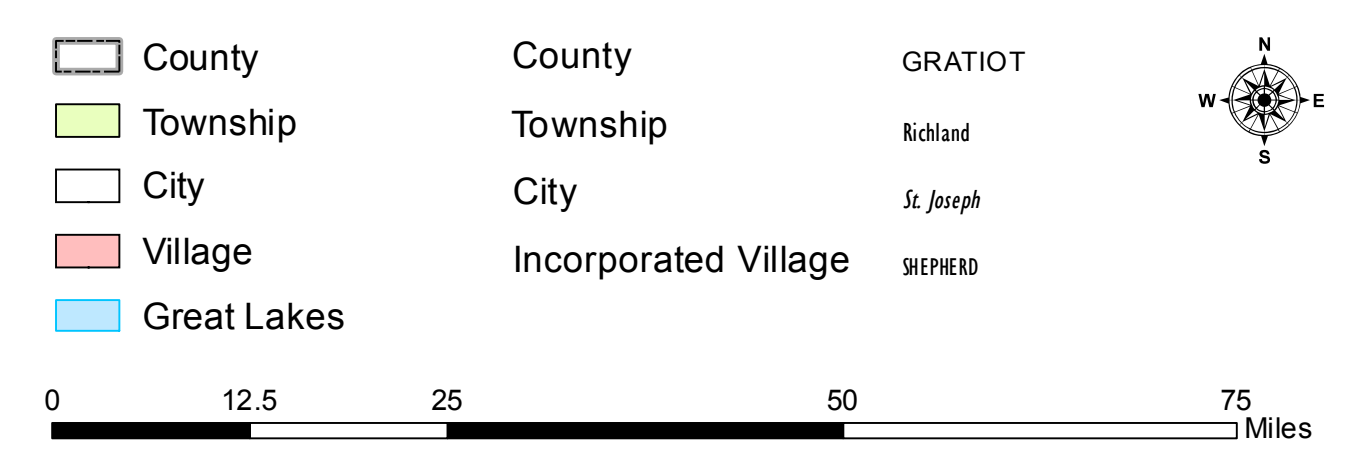 County County GRATIOT
Township Township Richland
City City St. Joseph
Village Incorporated Village SHEPHERD
Great Lakes
N
W E
S
0 12.5 25 50 75
Miles